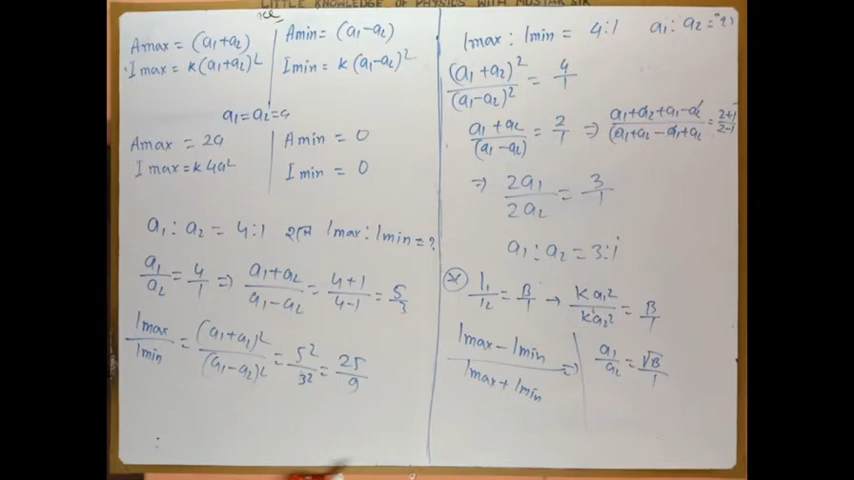 LITTLE KNOWLEDGE OF PHYSICS WITH MUSTAK SIR
Amax = (a₁+a₂)
Imax = k(a₁+a₂)²
Amin = (a₁-a₂)
Imin = k(a₁-a₂)²
a₁=a₂=a
Amax = 2a
Imax = k4a²
Amin = 0
Imin = 0
a₁ : a₂ = 4:1 হলে Imax : Imin = ?
a₁/a₂ = 4/1 ⇒ (a₁+a₂)/(a₁-a₂) = (4+1)/(4-1) = 5/3
Imax/Imin = (a₁+a₂)²/(a₁-a₂)² = 5²/3² = 25/9
Imax : Imin = 4:1 a₁ : a₂ =
(a₁+a₂)²/(a₁-a₂)² = 4/1
(a₁+a₂)/(a₁-a₂) = 2/1 ⇒ (a₁+a₂+a₁-a₂)/(a₁+a₂-a₁+a₂) = (2+1)/(2-1)
⇒ 2a₁/2a₂ = 3/1
a₁ : a₂ = 3:1
I₁/I₂ = β/1 → ka₁²/ka₂² = β/1
(Imax - Imin)/(Imax + Imin) ⇒ a₁/a₂ = √β/1